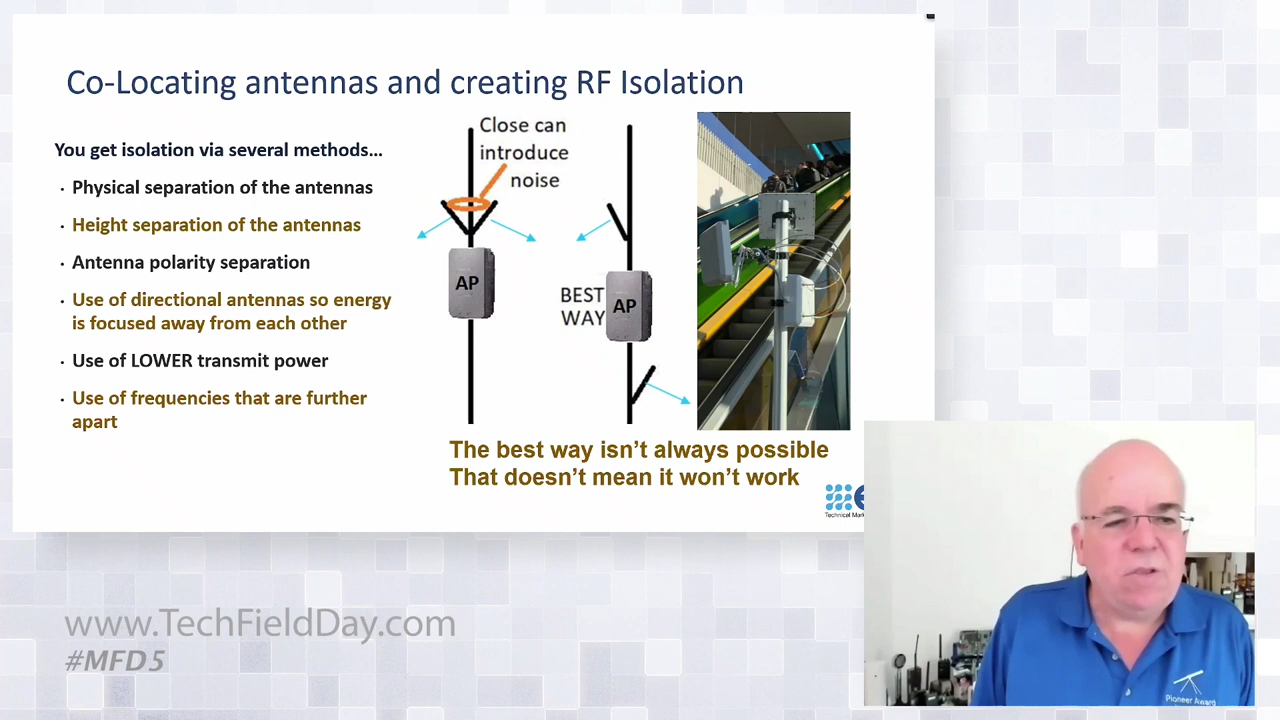 Co-Locating antennas and creating RF Isolation
You get isolation via several methods...
· Physical separation of the antennas
· Height separation of the antennas
· Antenna polarity separation
· Use of directional antennas so energy
is focused away from each other
· Use of LOWER transmit power
· Use of frequencies that are further
apart
Close can
introduce
noise
AP
BEST
WAY
AP
The best way isn't always possible
That doesn't mean it won't work
Technical
www.TechFieldDay.com
#MFD5
Pioneer Award